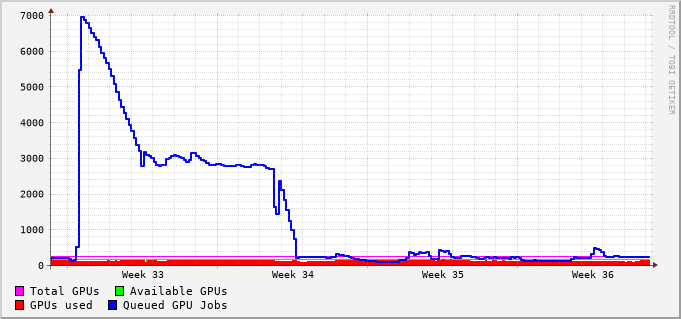 7000
6000
5000
4000
3000
2000
1000
0
Week 33 Week 34 Week 35 Week 36
Total GPUs Available GPUs
GPUs used Queued GPU Jobs
RRDTOOL / TOBI OETIKER